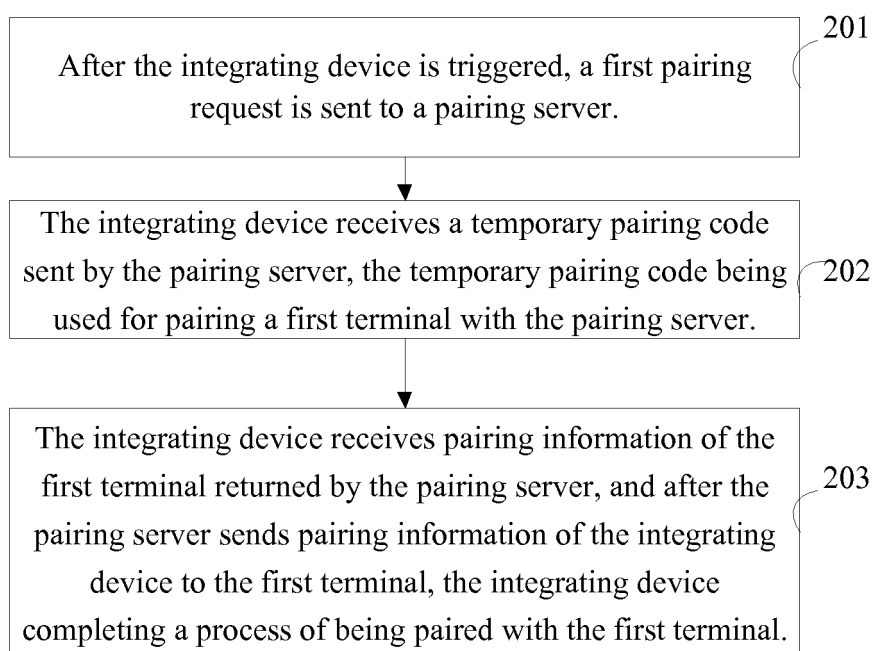 201
After the integrating device is triggered, a first pairing
request is sent to a pairing server.
The integrating device receives a temporary pairing code
sent by the pairing server, the temporary pairing code being
used for pairing a first terminal with the pairing server.
202
The integrating device receives pairing information of the
first terminal returned by the pairing server, and after the
pairing server sends pairing information of the integrating
device to the first terminal, the integrating device
completing a process of being paired with the first terminal.
203